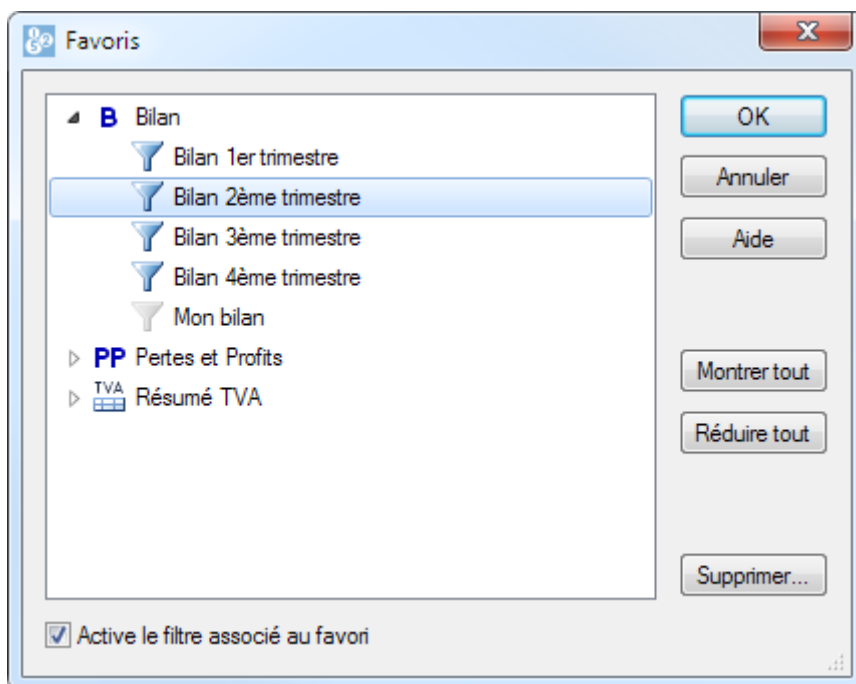 Favoris
B Bilan
Bilan 1er trimestre
Bilan 2ème trimestre
Bilan 3ème trimestre
Bilan 4ème trimestre
Mon bilan
PP Pertes et Profits
TVA Résumé TVA
OK
Annuler
Aide
Montrer tout
Réduire tout
Supprimer...
Active le filtre associé au favori